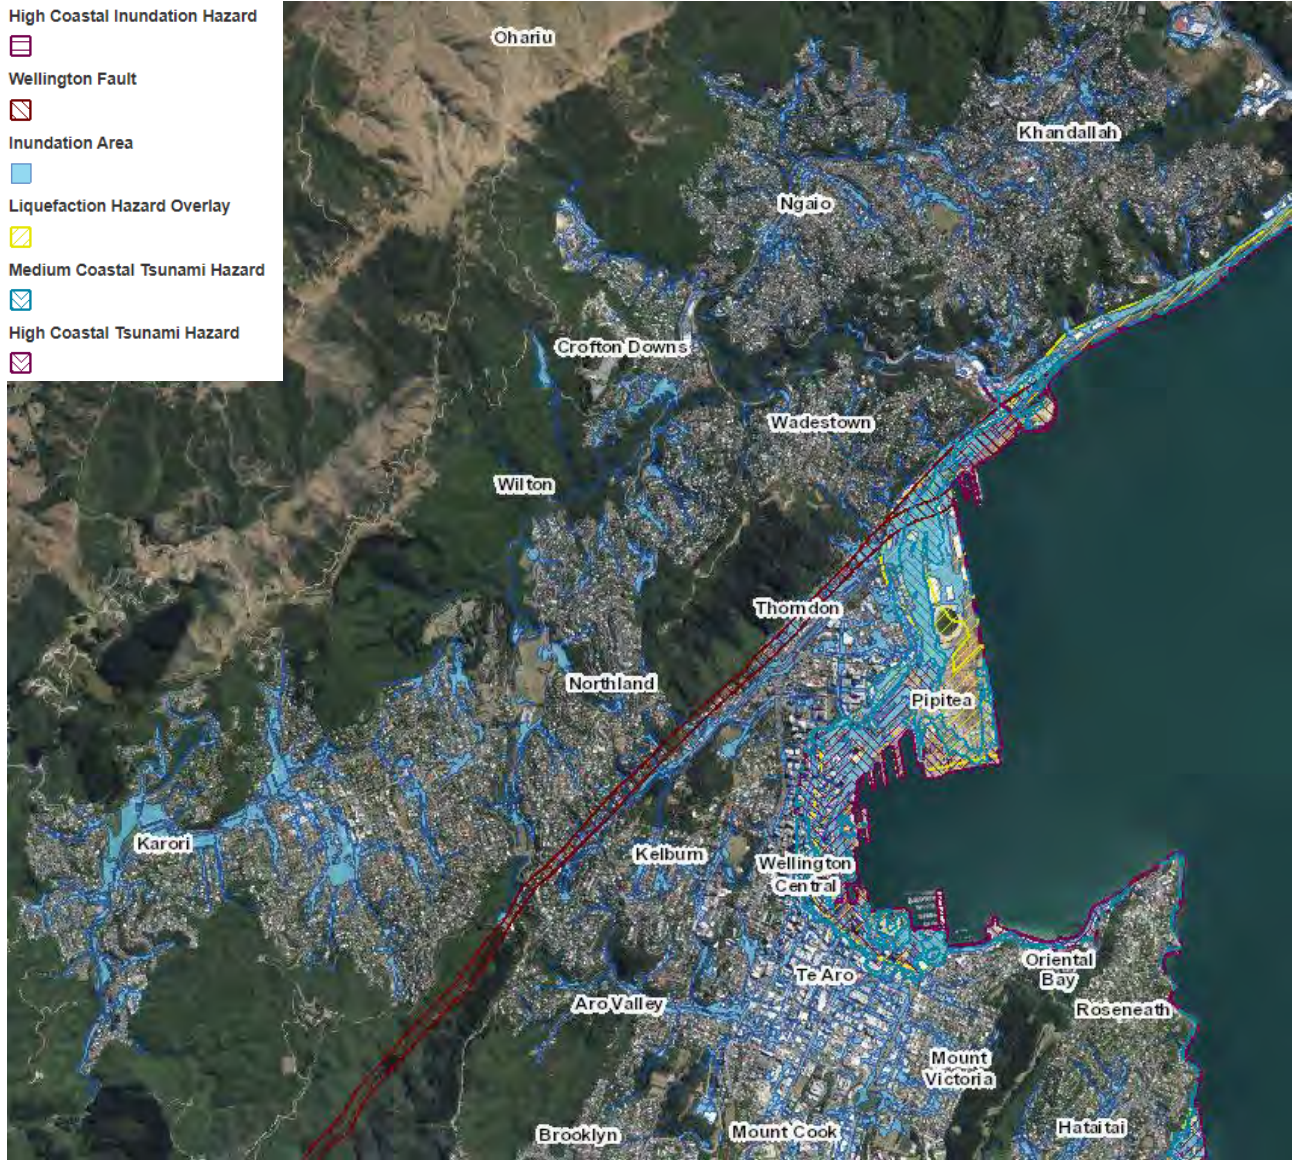 High Coastal Inundation Hazard
Wellington Fault
Inundation Area
Liquefaction Hazard Overlay
Medium Coastal Tsunami Hazard
High Coastal Tsunami Hazard
Ohariu
Khandallah
Ngaio
Crofton Downs
Wadestown
Wilton
Thorndon
Northland
Pipitea
Karori
Kelburn
Wellington
Central
Oriental
Bay
Te Aro
Aro Valley
Roseneath
Mount
Victoria
Brooklyn
Mount Cook
Hataitai